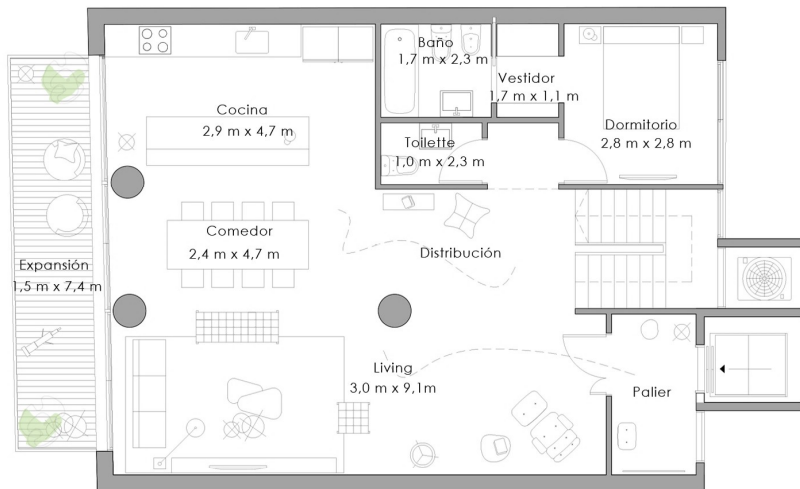 Baño
1,7 m x 2,3 m
Vestidor
1,7 m x 1,1 m
Cocina
2,9 m x 4,7 m
Toilette
1,0 m x 2,3 m
Dormitorio
2,8 m x 2,8 m
Comedor
2,4 m x 4,7 m
Distribución
Expansión
1,5 m x 7,4 m
Living
3,0 m x 9,1m
Palier